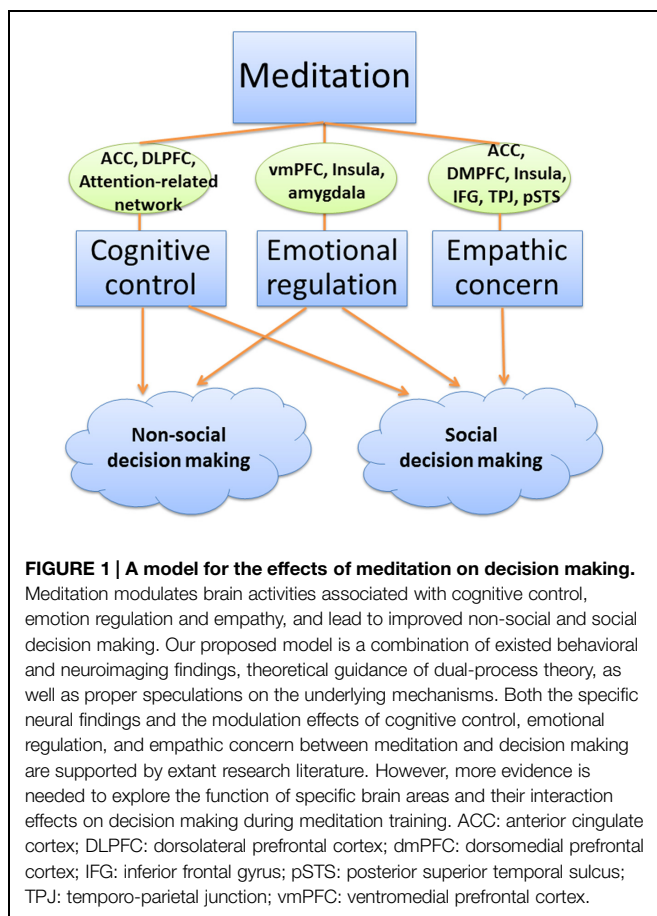 Meditation
ACC, DLPFC,
Attention-related
network
vmPFC, Insula,
amygdala
ACC,
DMPFC, Insula,
IFG, TPJ, pSTS
Cognitive
control
Emotional
regulation
Empathic
concern
Non-social
decision making
Social
decision making
FIGURE 1 | A model for the effects of meditation on decision making.
Meditation modulates brain activities associated with cognitive control,
emotion regulation and empathy, and lead to improved non-social and social
decision making. Our proposed model is a combination of existed behavioral
and neuroimaging findings, theoretical guidance of dual-process theory, as
well as proper speculations on the underlying mechanisms. Both the specific
neural findings and the modulation effects of cognitive control, emotional
regulation, and empathic concern between meditation and decision making
are supported by extant research literature. However, more evidence is
needed to explore the function of specific brain areas and their interaction
effects on decision making during meditation training. ACC: anterior cingulate
cortex; DLPFC: dorsolateral prefrontal cortex; dmPFC: dorsomedial prefrontal
cortex; IFG: inferior frontal gyrus; pSTS: posterior superior temporal sulcus;
TPJ: temporo-parietal junction; vmPFC: ventromedial prefrontal cortex.